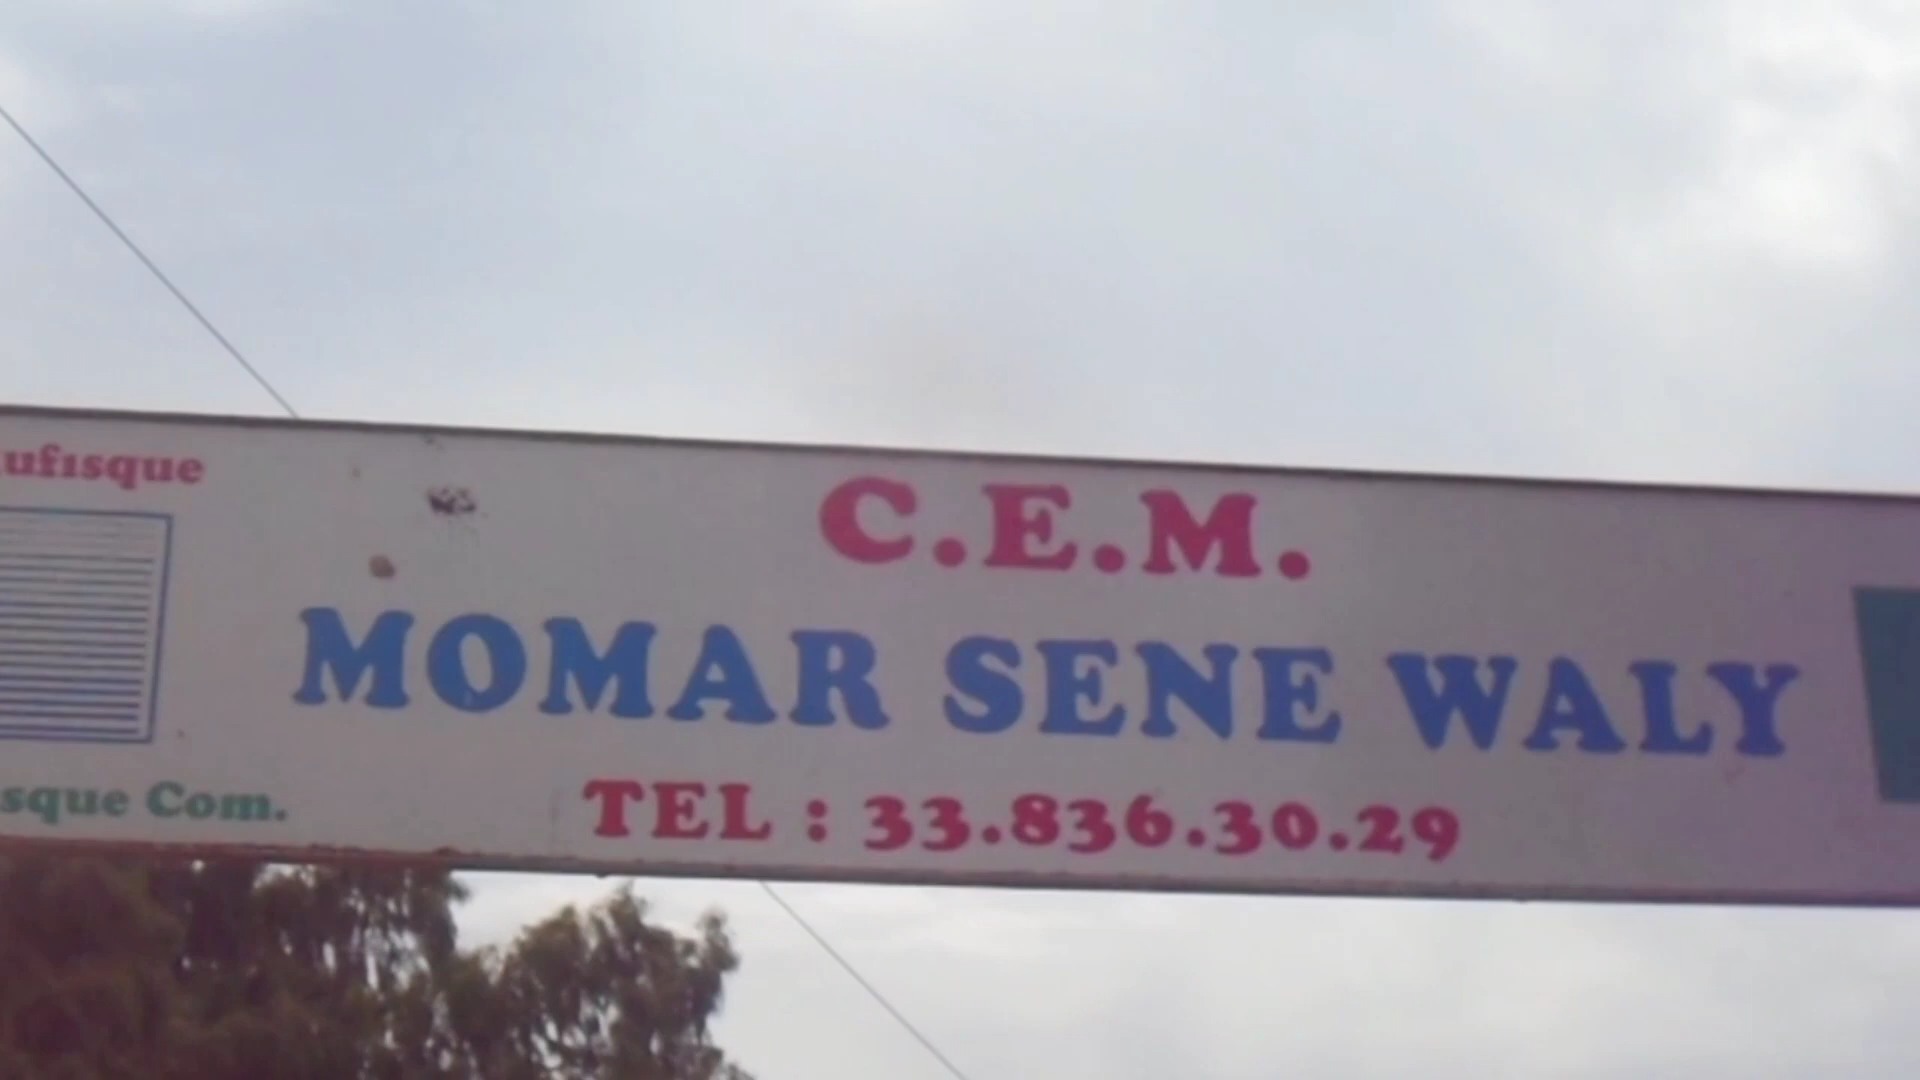 ufisque
C.E.M.
MOMAR SENE WALY
sque Com.
TEL : 33.836.30.29